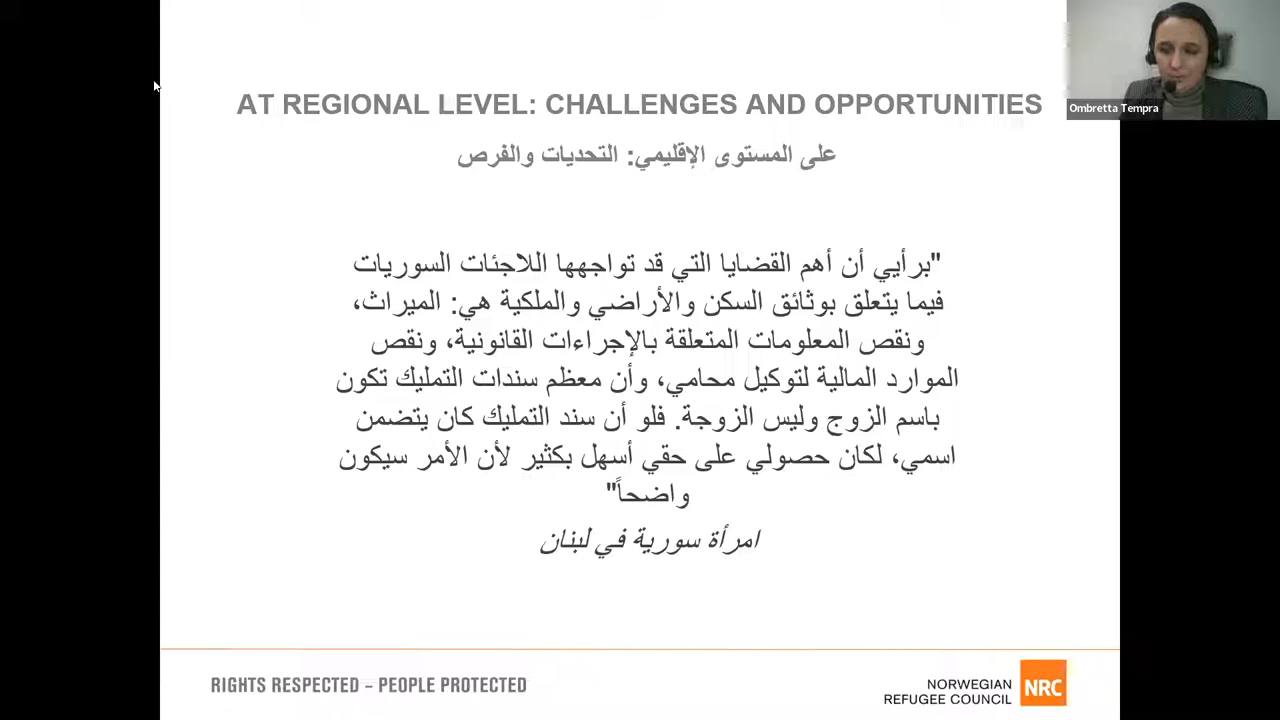 AT REGIONAL LEVEL: CHALLENGES AND OPPORTUNITIES
على المستوى الإقليمي: التحديات والفرص
"برأيي أن أهم القضايا التي قد تواجهها اللاجئات السوريات
فيما يتعلق بوثائق السكن والأراضي والملكية هي: الميراث،
ونقص المعلومات المتعلقة بالإجراءات القانونية، ونقص
الموارد المالية لتوكيل محامي، وأن معظم سندات التمليك تكون
باسم الزوج وليس الزوجة. فلو أن سند التمليك كان يتضمن
اسمي، لكان حصولي على حقي أسهل بكثير لأن الأمر سيكون
واضحاً"
امرأة سورية في لبنان
Ombretta Tempra
RIGHTS RESPECTED – PEOPLE PROTECTED
NORWEGIAN
REFUGEE COUNCIL
NRC